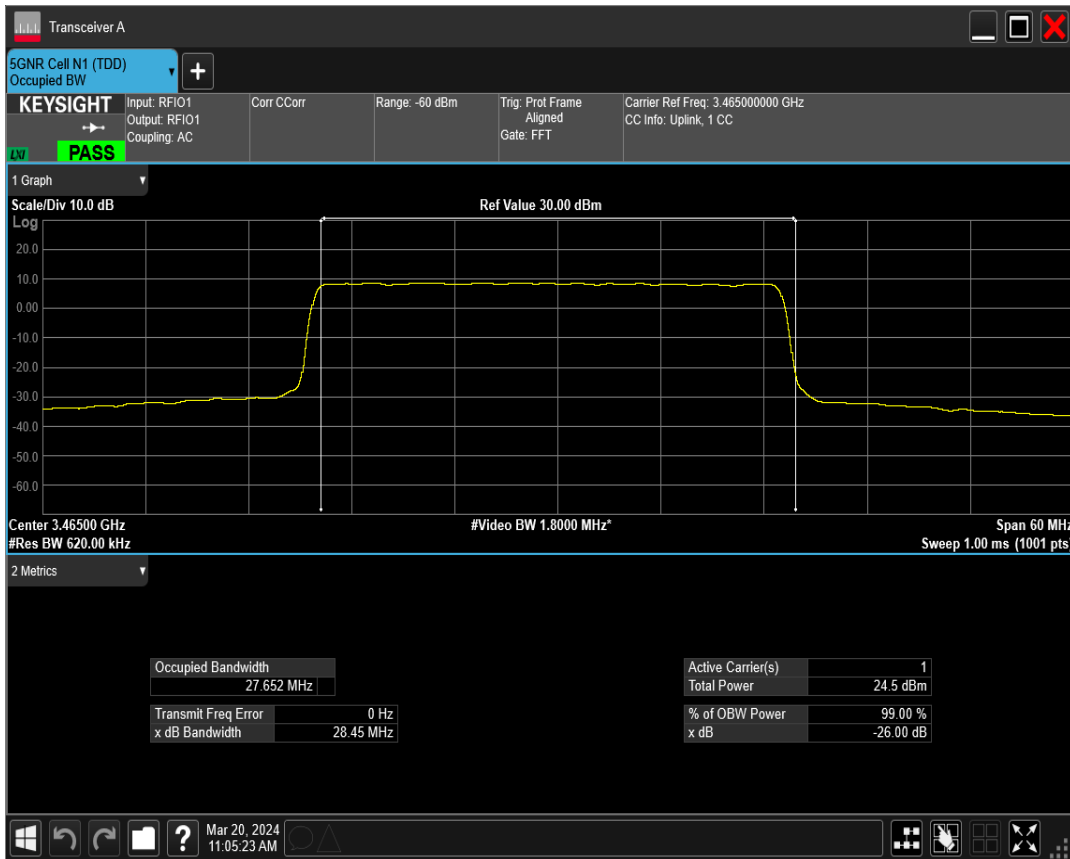 Transceiver A
5GNR Cell N1 (TDD)
Occupied BW
+
KEYSIGHT
LXI
PASS
Input: RFIO1
Output: RFIO1
Coupling: AC
Corr CCorr
Range: -60 dBm
Trig: Prot Frame
Aligned
Gate: FFT
Carrier Ref Freq: 3.465000000 GHz
CC Info: Uplink, 1 CC
1 Graph
Scale/Div 10.0 dB
Ref Value 30.00 dBm
Log
20.0
10.0
0.00
-10.0
-20.0
-30.0
-40.0
-50.0
-60.0
Center 3.46500 GHz
#Video BW 1.8000 MHz*
Span 60 MHz
#Res BW 620.00 kHz
Sweep 1.00 ms (1001 pts)
2 Metrics
Occupied Bandwidth
27.652 MHz
Transmit Freq Error 0 Hz
x dB Bandwidth 28.45 MHz
Active Carrier(s) 1
Total Power 24.5 dBm
% of OBW Power 99.00 %
x dB -26.00 dB
?
Mar 20, 2024
11:05:23 AM